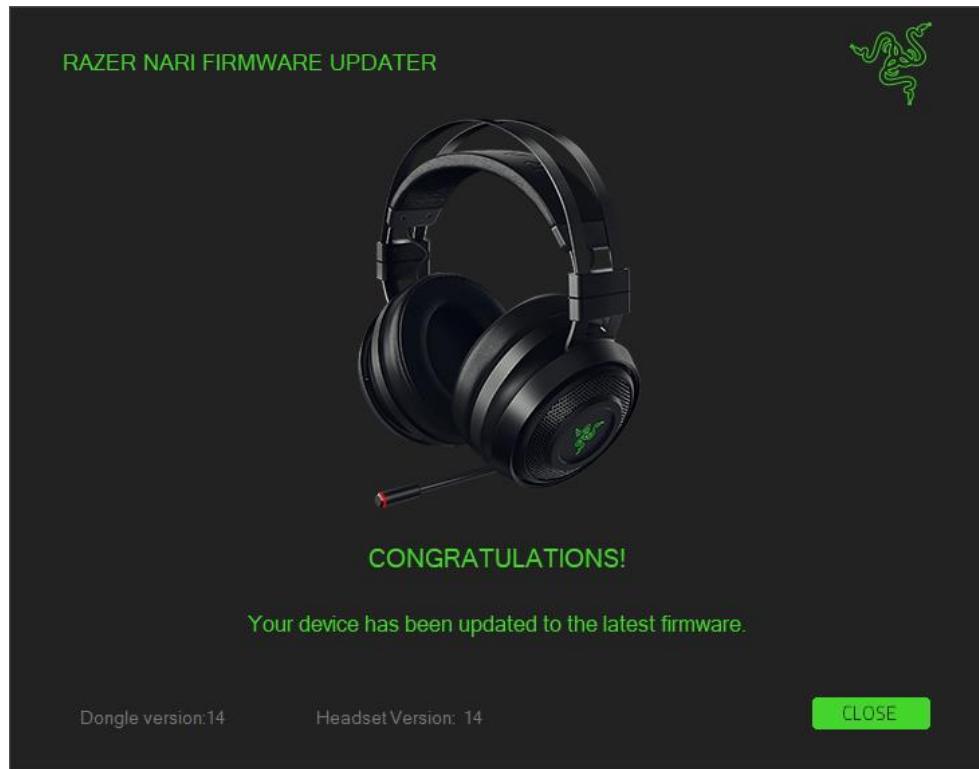 RAZER NARI FIRMWARE UPDATER
CONGRATULATIONS!
Your device has been updated to the latest firmware.
Dongle version:14
Headset Version: 14
CLOSE